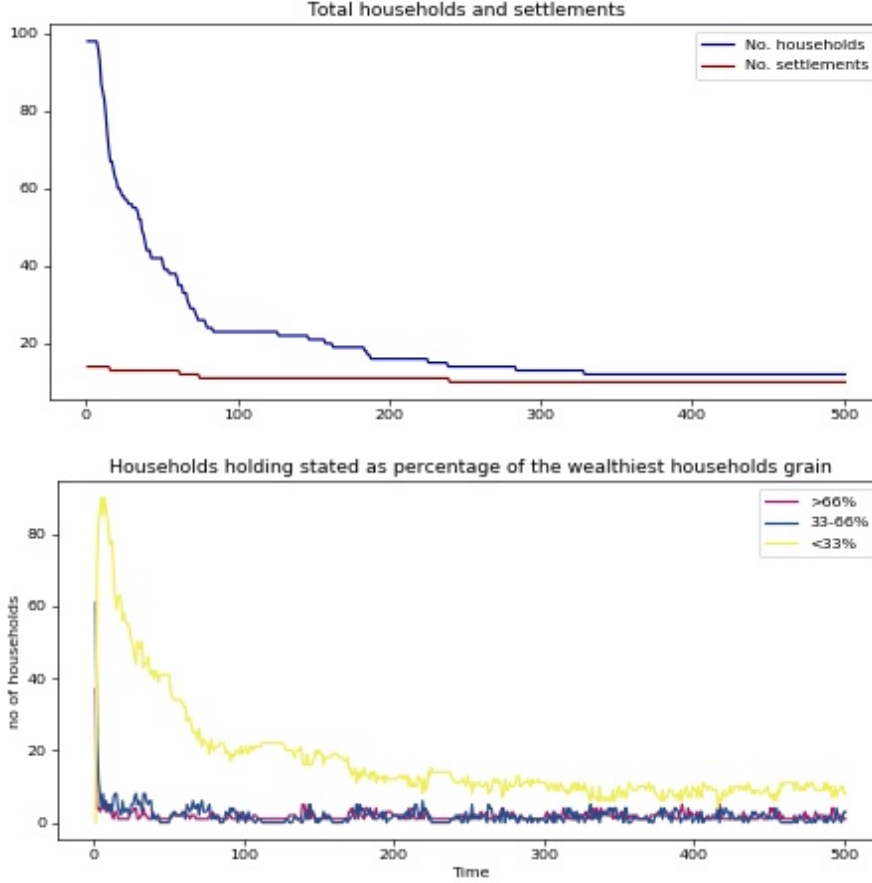 Total households and settlements
100
80
60
40
20
No. households
No. settlements
0 100 200 300 400 500
Households holding stated as percentage of the wealthiest households grain
80
60
40
20
0
no of households
>66%
33-66%
<33%
0 100 200 300 400 500
Time